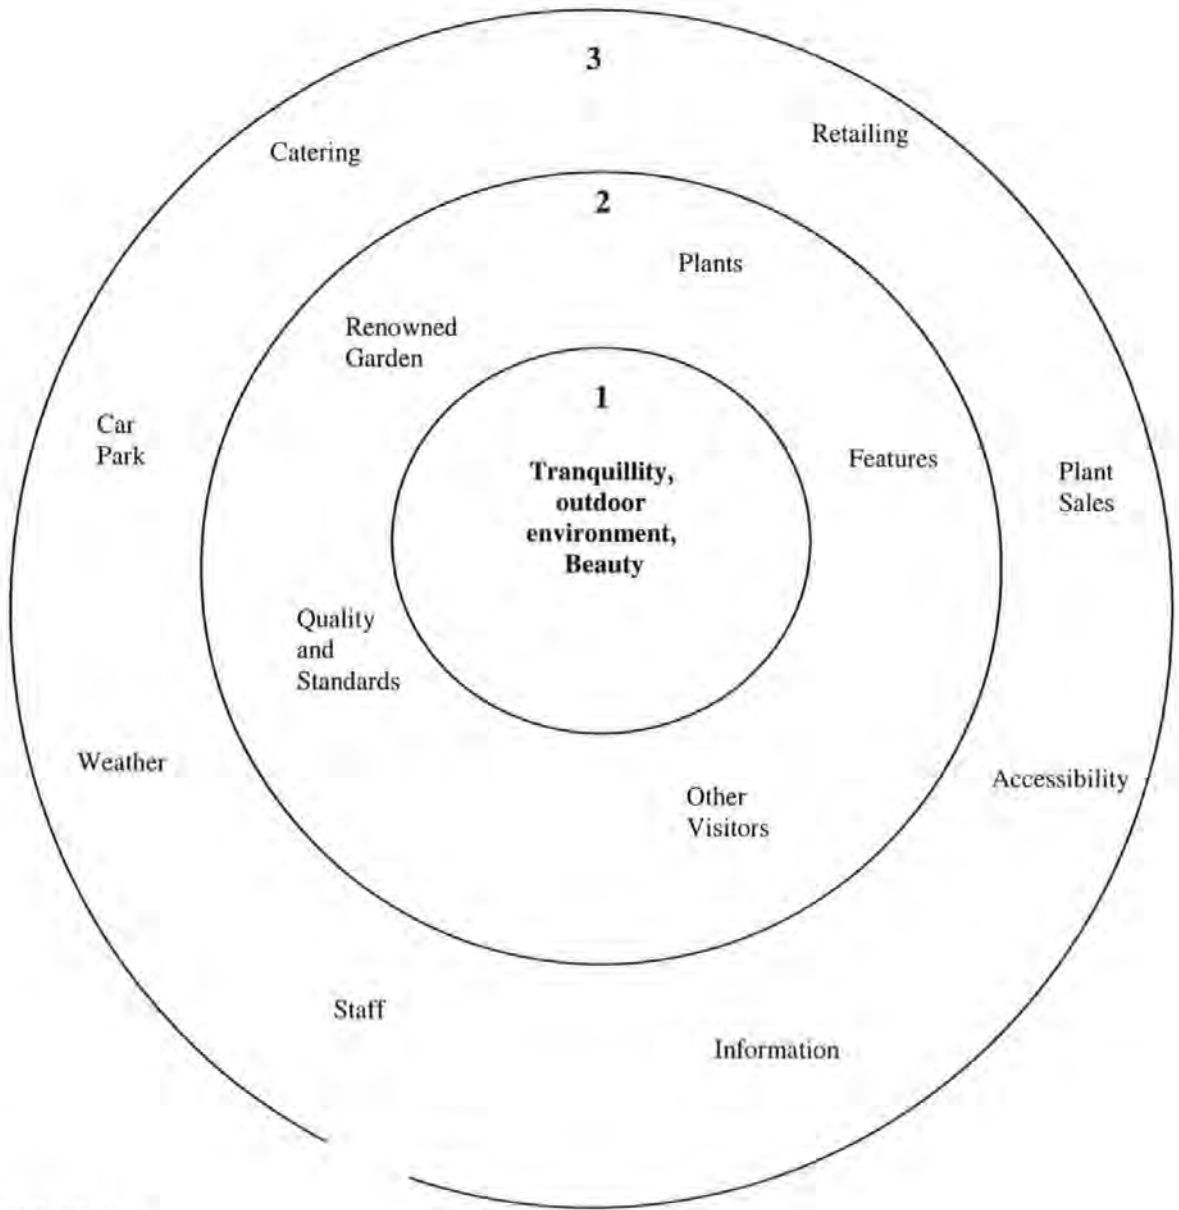 3
Retailing
Catering
2
Plants
Renowned
Garden
1
Car
Park
Features
Tranquillity,
outdoor
environment,
Beauty
Plant
Sales
Quality
and
Standards
Weather
Accessibility
Other
Visitors
Staff
Information